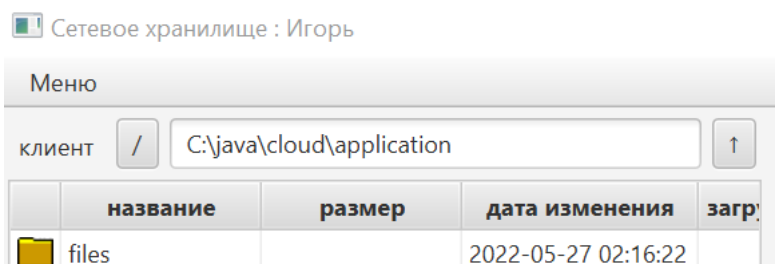 Сетевое хранилище : Игорь
Меню
клиент / C:\java\cloud\application ↑
название размер дата изменения загру
files 2022-05-27 02:16:22